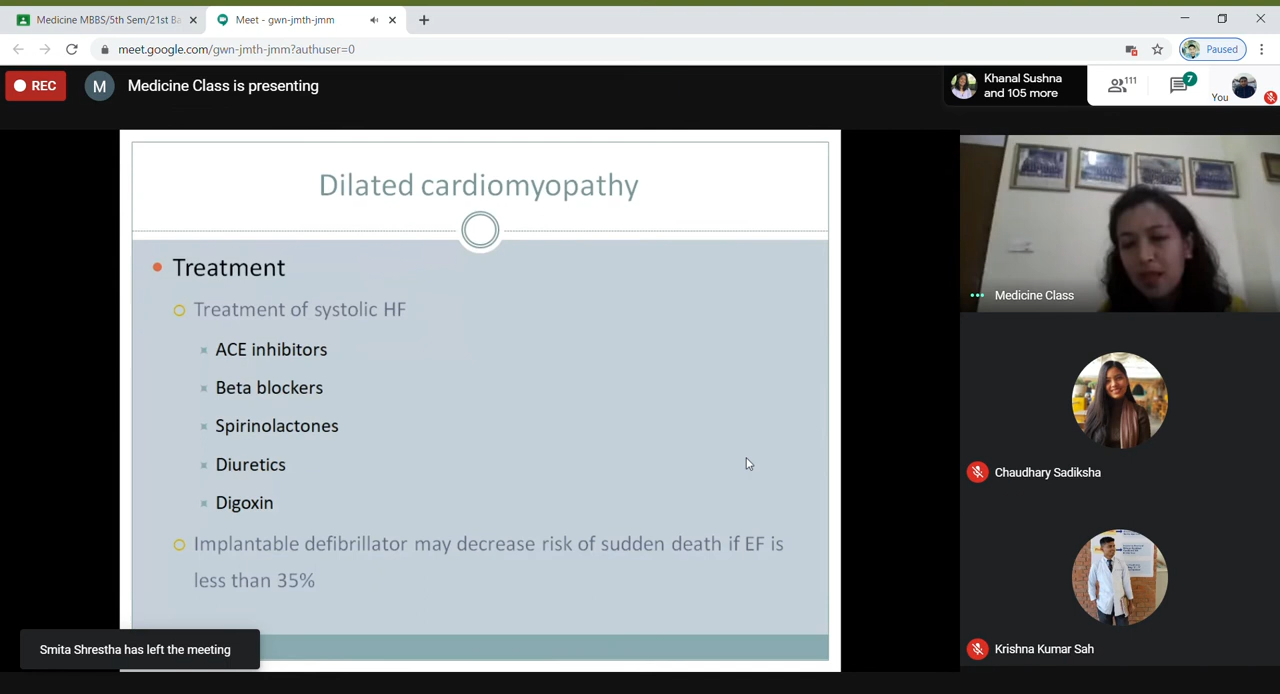 Medicine MBBS/5th Sem/21st Ba
Meet - gwn-jmth-jmm
meet.google.com/gwn-jmth-jmm?authuser=0
Paused
REC
M
Medicine Class is presenting
Khanal Sushna
and 105 more
111
7
You
Dilated cardiomyopathy
Treatment
Treatment of systolic HF
ACE inhibitors
Beta blockers
Spirinolactones
Diuretics
Digoxin
Implantable defibrillator may decrease risk of sudden death if EF is
less than 35%
Medicine Class
Chaudhary Sadiksha
Krishna Kumar Sah
Smita Shrestha has left the meeting